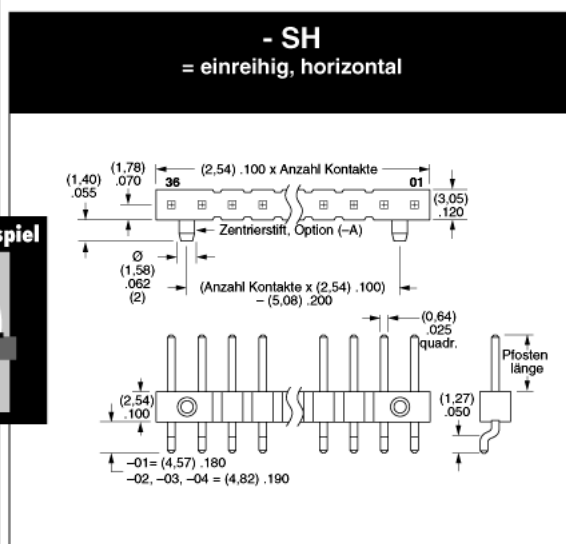 - SH
= einreihig, horizontal
(2,54) .100 x Anzahl Kontakte
(1,78)
.070
36
01
(1,40)
.055
(3,05)
.120
spiel
Zentrierstift, Option (–A)
Ø
(1,58)
.062
(2)
(Anzahl Kontakte x (2,54) .100)
– (5,08) .200
(0,64)
.025
quadr.
Pfosten
länge
(2,54)
.100
(1,27)
.050
–01= (4,57) .180
–02, –03, –04 = (4,82) .190